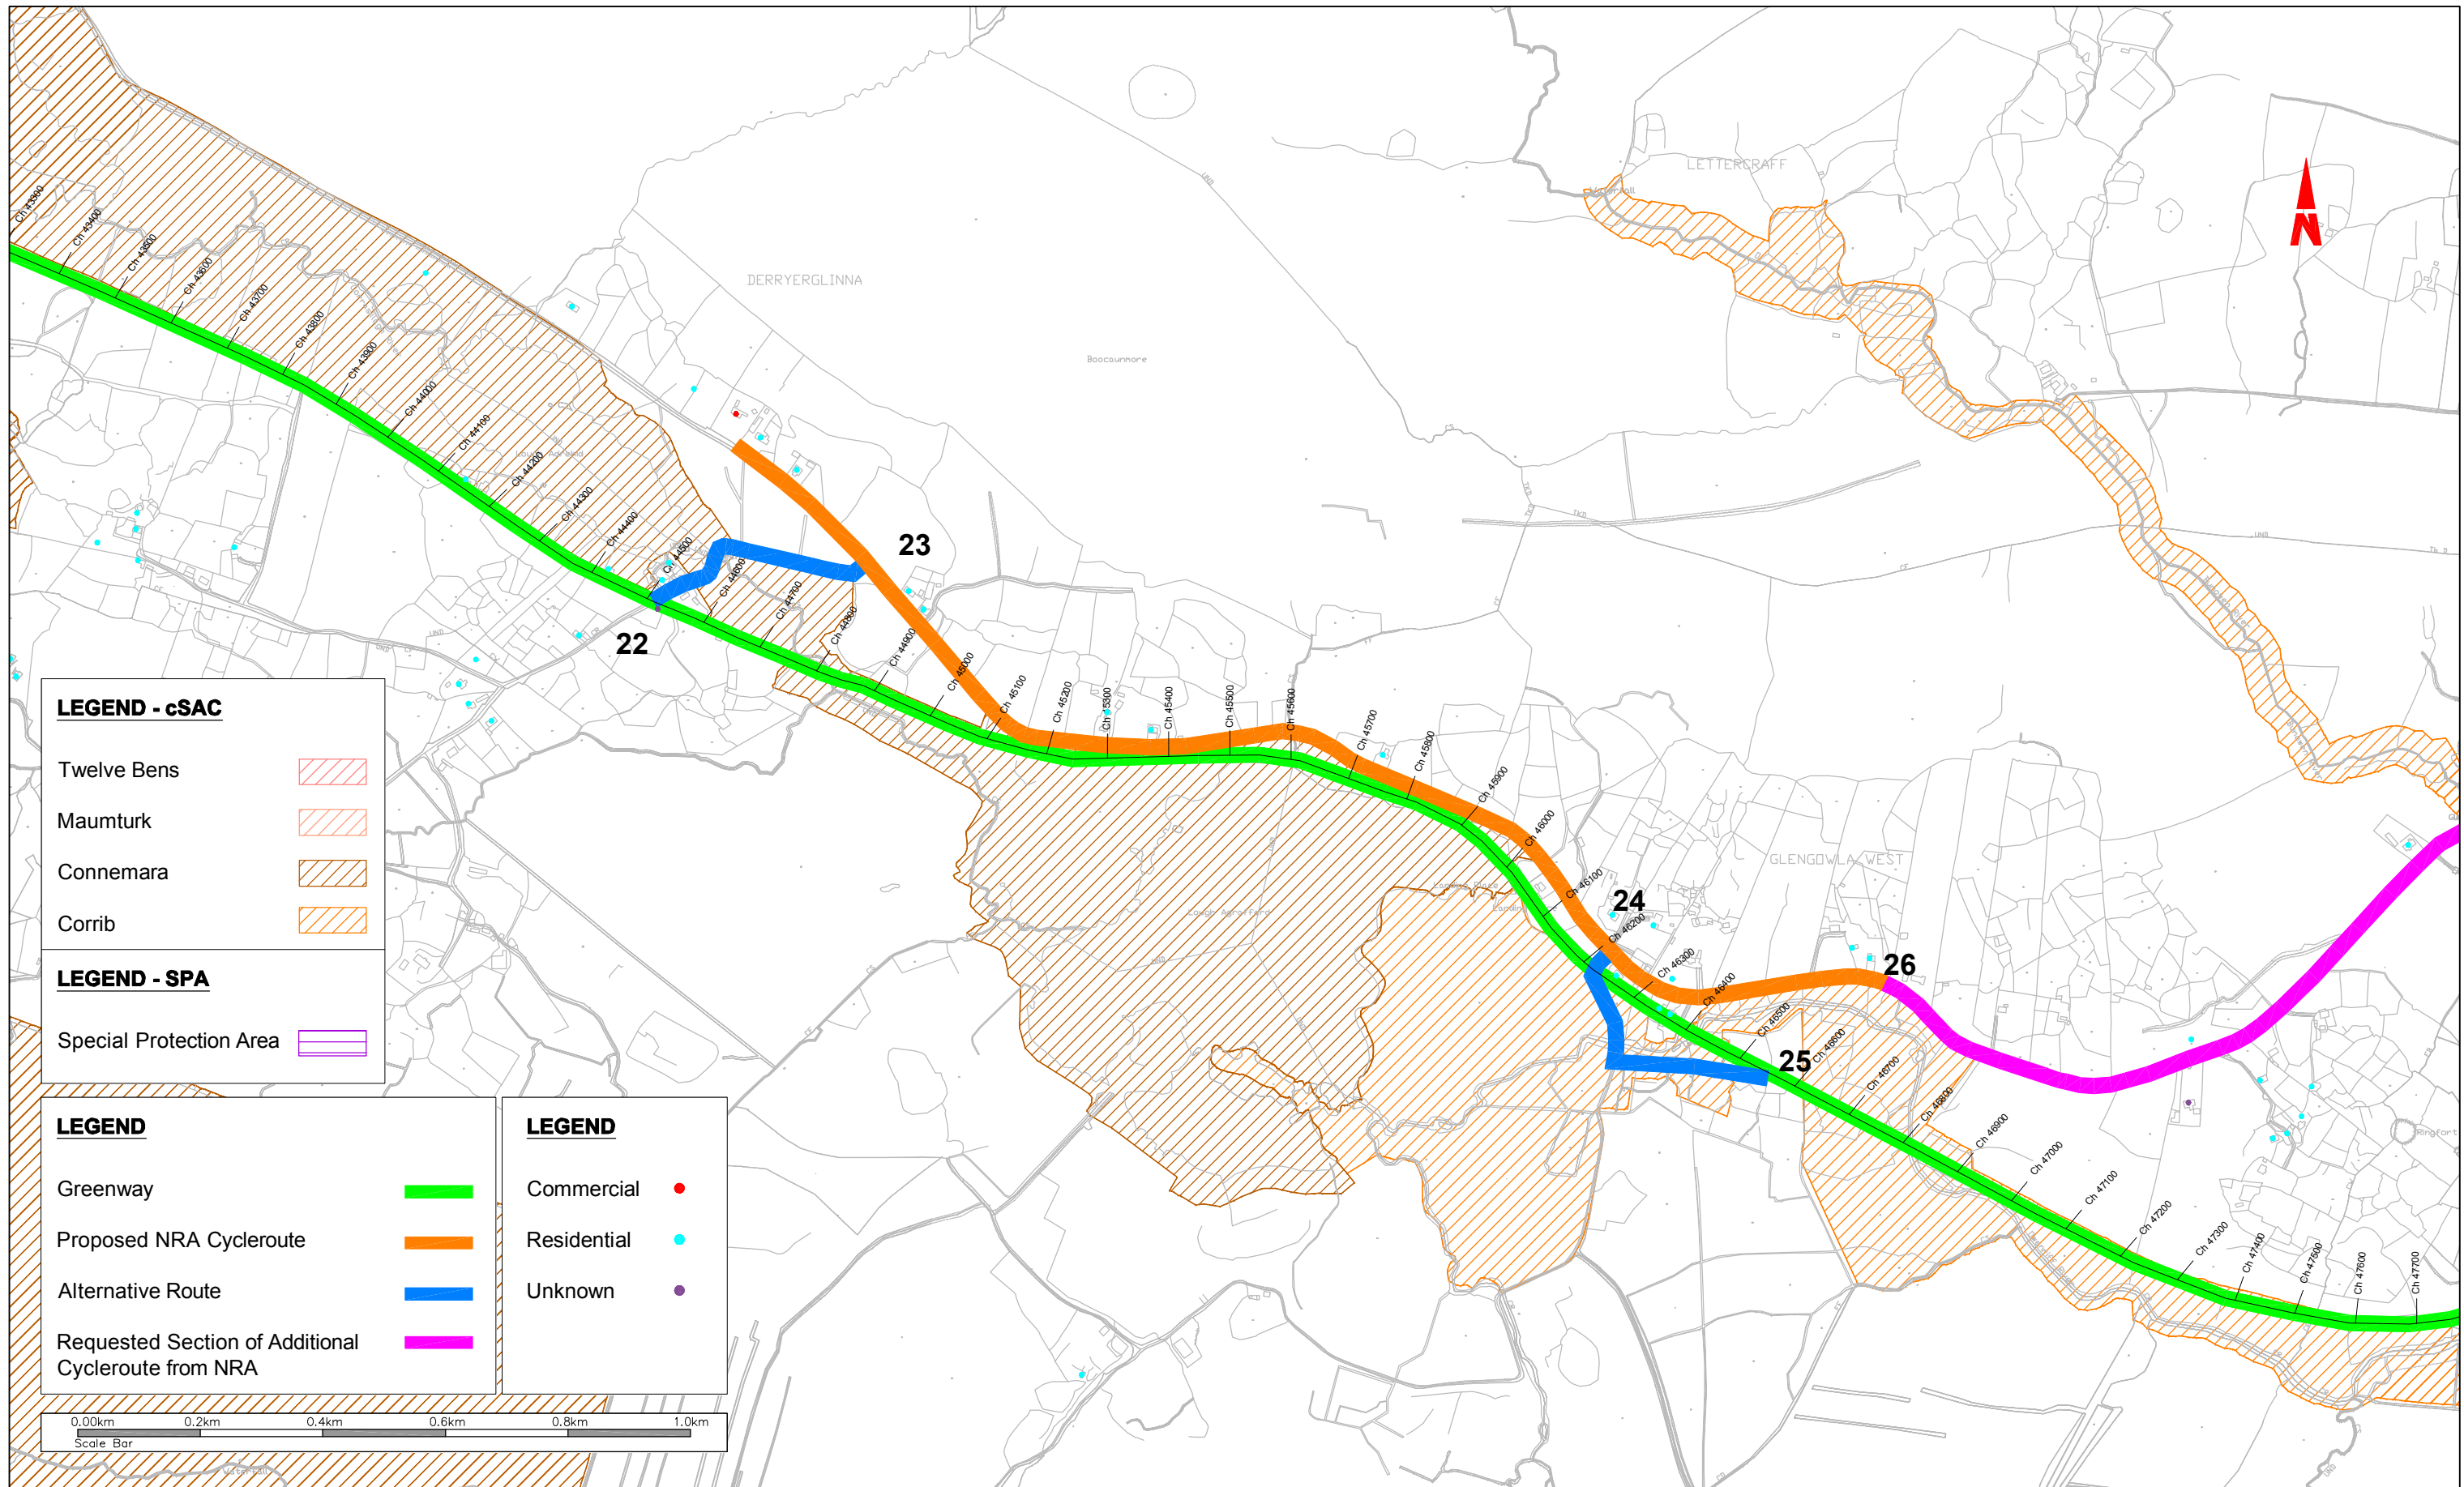 LETTERCRAFF
Waterfall
N
DERRYERGLINNA
Boocaunmore
Ch 43300
Ch 43400
Ch 43500
Ch 43600
Ch 43700
Ch 43800
Ch 43900
Ch 44000
Ch 44100
Ch 44200
Ch 44300
Ch 44400
Ch 44500
Ch 44600
Ch 44700
Ch 44800
Ch 44900
Ch 45000
Ch 45100
Ch 45200
Ch 45300
Ch 45400
Ch 45500
Ch 45600
Ch 45700
Ch 45800
Ch 45900
Ch 46000
Ch 46100
Ch 46200
Ch 46300
Ch 46400
Ch 46500
Ch 46600
Ch 46700
Ch 46800
Ch 46900
Ch 47000
Ch 47100
Ch 47200
Ch 47300
Ch 47400
Ch 47500
Ch 47600
Ch 47700
22
23
24
25
26
GLENGOWLA WEST
Lough Agraffard
Landing Place
Ringfort
LEGEND - cSAC
Twelve Bens
Maumturk
Connemara
Corrib
LEGEND - SPA
Special Protection Area
LEGEND
Greenway
Proposed NRA Cycleroute
Alternative Route
Requested Section of Additional
Cycleroute from NRA
LEGEND
Commercial
Residential
Unknown
0.00km 0.2km 0.4km 0.6km 0.8km 1.0km
Scale Bar
Waterfall